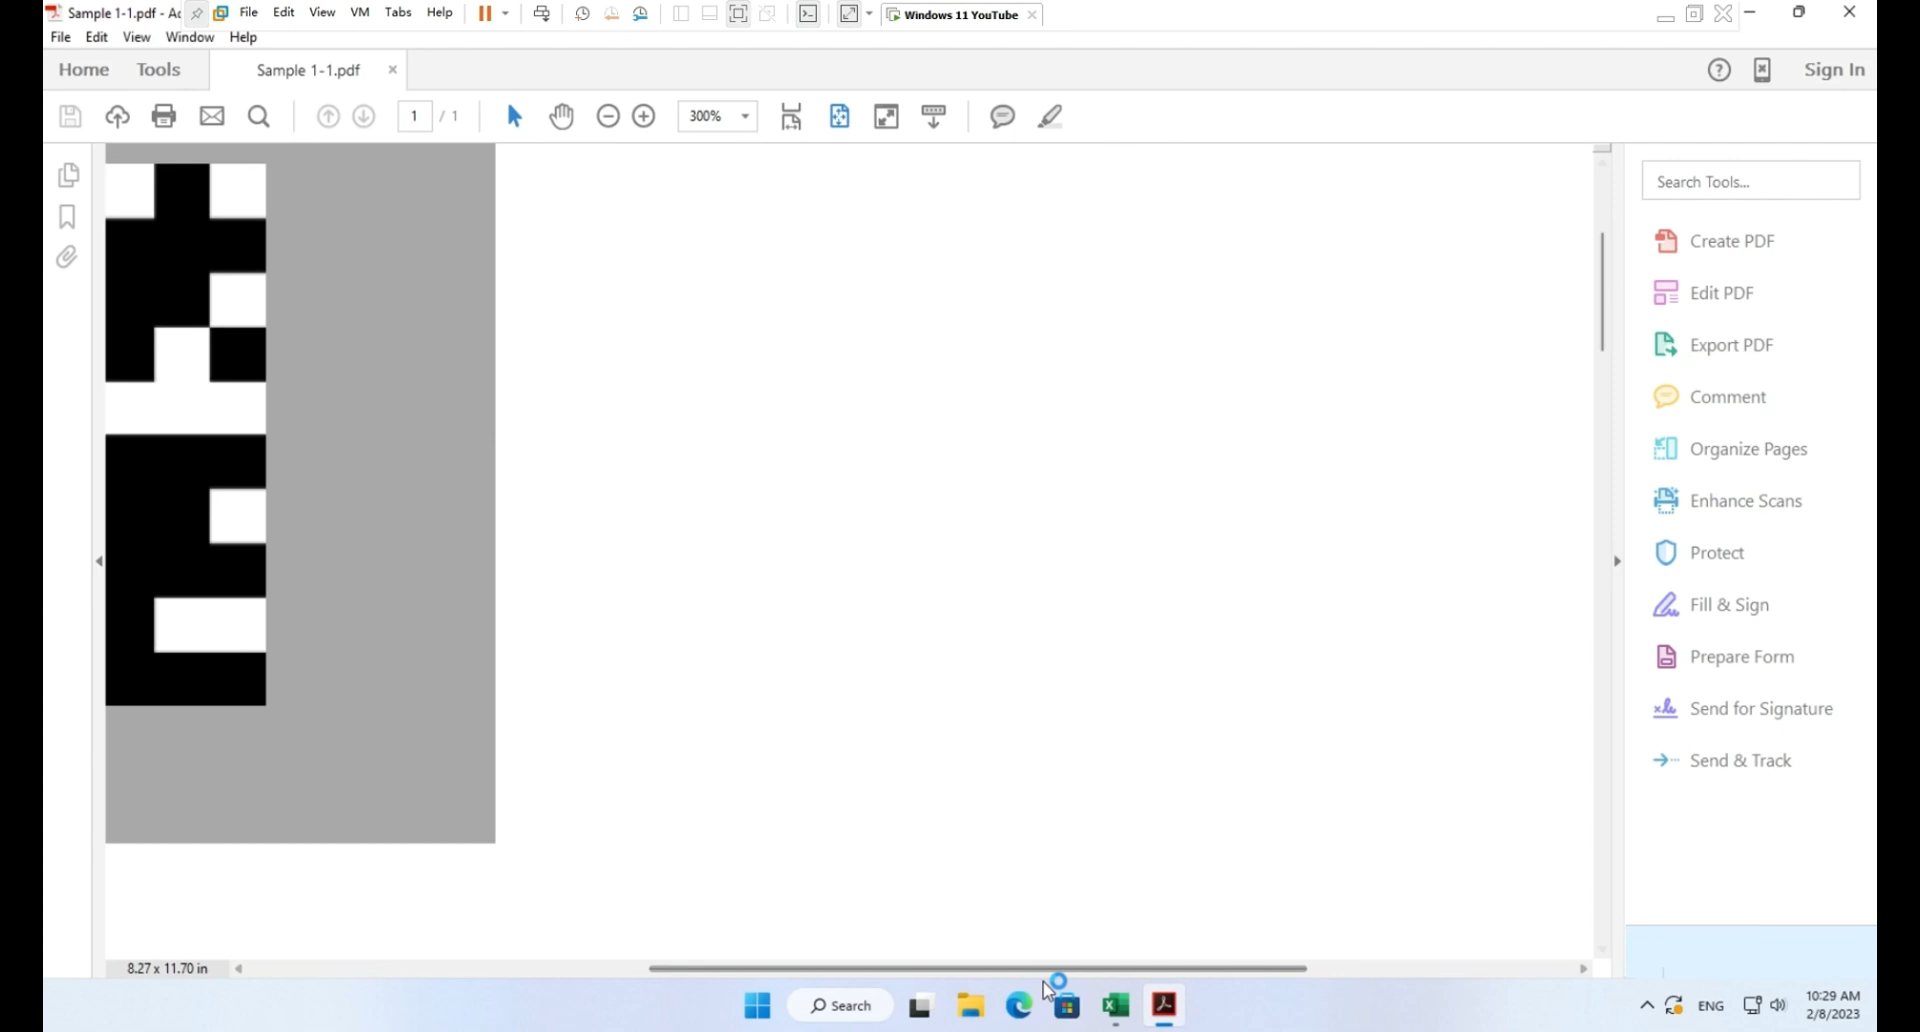 Sample 1-1.pdf - Ac File Edit View VM Tabs Help Windows 11 YouTube
File Edit View Window Help
Home Tools Sample 1-1.pdf Sign In
1 / 1 300%
Search Tools...
Create PDF
Edit PDF
Export PDF
Comment
Organize Pages
Enhance Scans
Protect
Fill & Sign
Prepare Form
Send for Signature
Send & Track
8.27 x 11.70 in
Search ENG 10:29 AM
2/8/2023